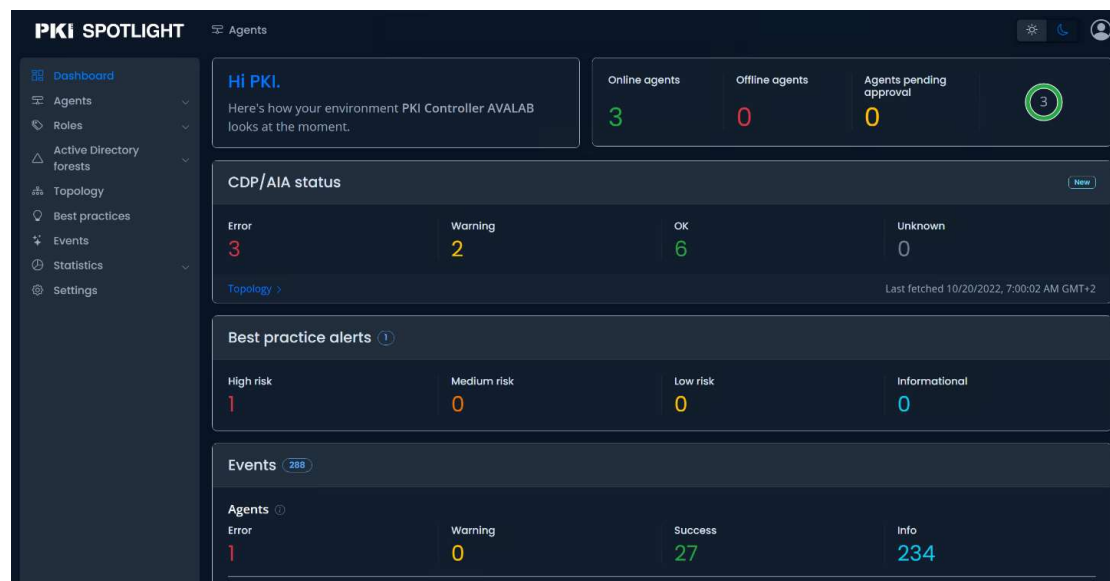 PKI SPOTLIGHT
Agents
Dashboard
Agents
Roles
Active Directory
forests
Topology
Best practices
Events
Statistics
Settings
Hi PKI.
Here's how your environment PKI Controller AVALAB
looks at the moment.
Online agents
3
Offline agents
0
Agents pending
approval
0
3
CDP/AIA status
New
Error
3
Warning
2
OK
6
Unknown
0
Topology >
Last fetched 10/20/2022, 7:00:02 AM GMT+2
Best practice alerts 1
High risk
1
Medium risk
0
Low risk
0
Informational
0
Events 288
Agents
Error
1
Warning
0
Success
27
Info
234